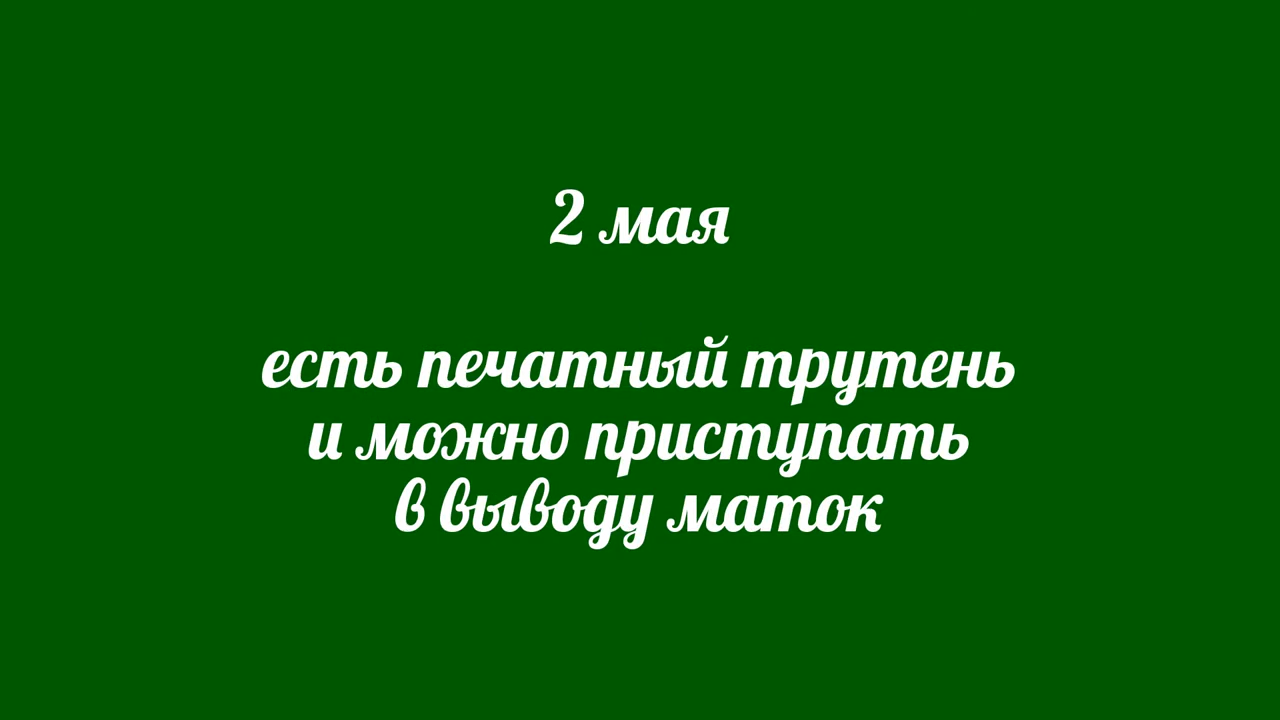 2 мая
есть печатный трутень
и можно приступать
в выводу маток